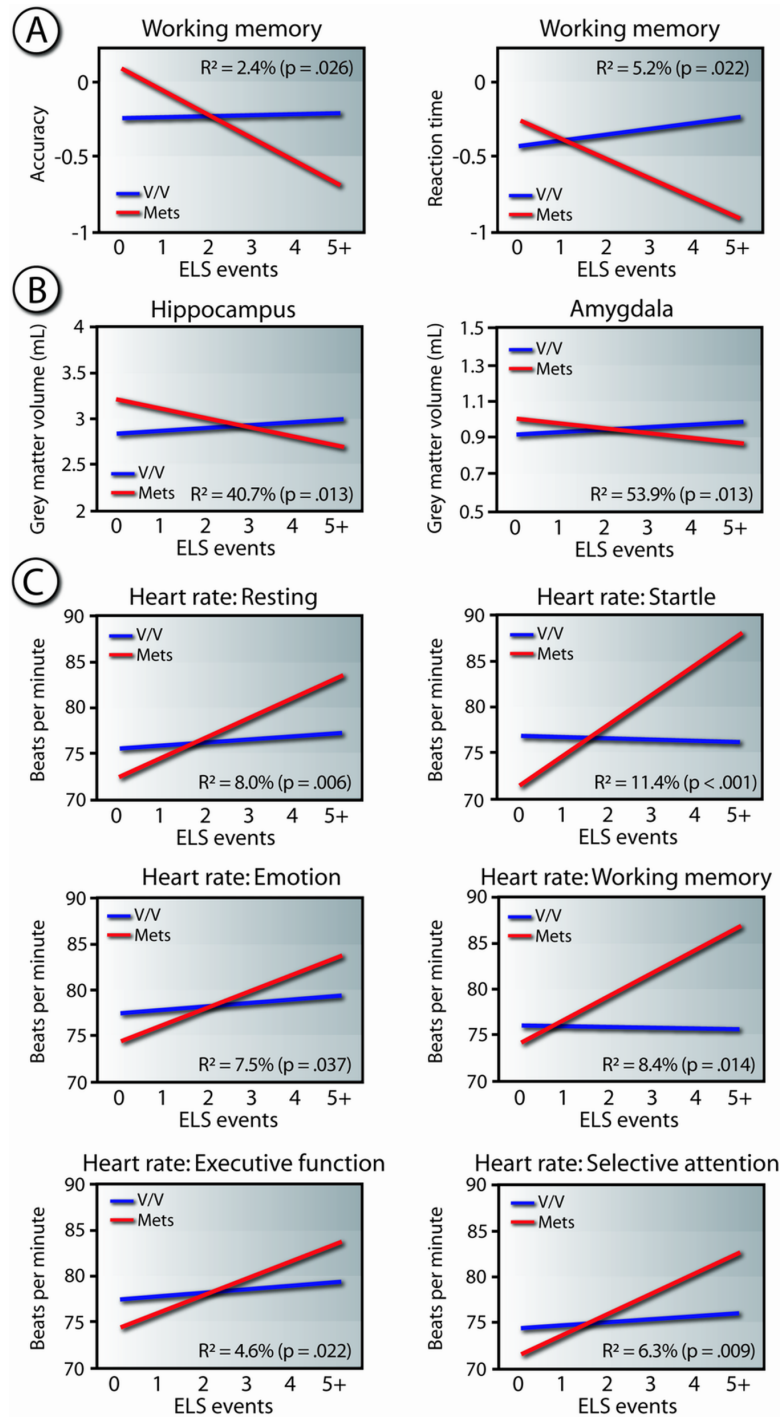 A
Working memory
R² = 2.4% (p = .026)
Accuracy
0
-0.5
-1
V/V
Mets
0 1 2 3 4 5+
ELS events
Working memory
R² = 5.2% (p = .022)
Reaction time
0
-0.5
-1
V/V
Mets
0 1 2 3 4 5+
ELS events
B
Hippocampus
Grey matter volume (mL)
4
3.5
3
2.5
2
V/V
Mets
R² = 40.7% (p = .013)
0 1 2 3 4 5+
ELS events
Amygdala
Grey matter volume (mL)
1.5
1.3
1.1
0.9
0.7
0.5
V/V
Mets
R² = 53.9% (p = .013)
0 1 2 3 4 5+
ELS events
C
Heart rate: Resting
Beats per minute
90
85
80
75
70
V/V
Mets
R² = 8.0% (p = .006)
0 1 2 3 4 5+
ELS events
Heart rate: Startle
Beats per minute
90
85
80
75
70
V/V
Mets
R² = 11.4% (p < .001)
0 1 2 3 4 5+
ELS events
Heart rate: Emotion
Beats per minute
90
85
80
75
70
V/V
Mets
R² = 7.5% (p = .037)
0 1 2 3 4 5+
ELS events
Heart rate: Working memory
Beats per minute
90
85
80
75
70
V/V
Mets
R² = 8.4% (p = .014)
0 1 2 3 4 5+
ELS events
Heart rate: Executive function
Beats per minute
90
85
80
75
70
V/V
Mets
R² = 4.6% (p = .022)
0 1 2 3 4 5+
ELS events
Heart rate: Selective attention
Beats per minute
90
85
80
75
70
V/V
Mets
R² = 6.3% (p = .009)
0 1 2 3 4 5+
ELS events